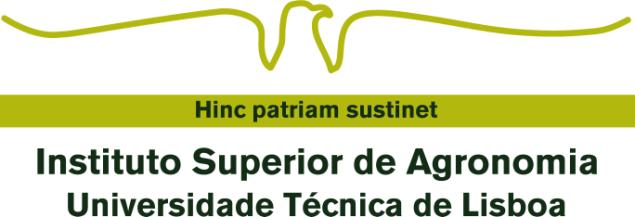 Hinc patriam sustinet
Instituto Superior de Agronomia
Universidade Técnica de Lisboa